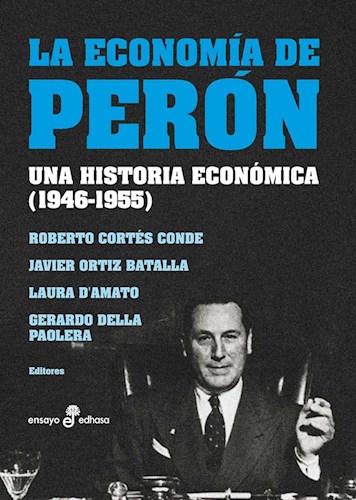 LA ECONOMÍA DE
PERÓN
UNA HISTORIA ECONÓMICA
(1946-1955)
ROBERTO CORTÉS CONDE
JAVIER ORTIZ BATALLA
LAURA D'AMATO
GERARDO DELLA
PAOLERA
Editores
ensayo edhasa